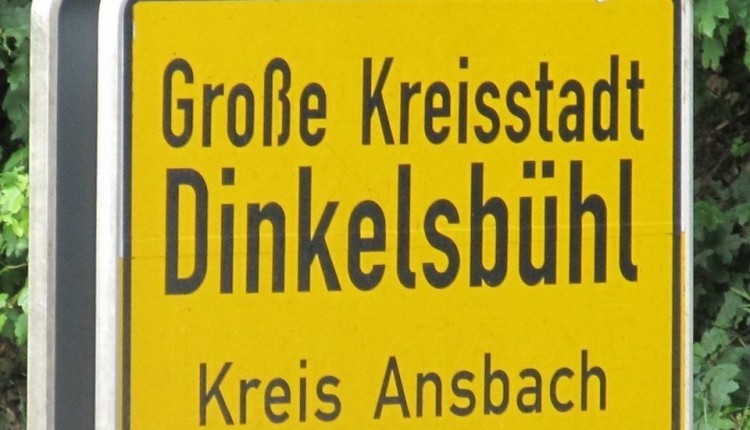 Große Kreisstadt
Dinkelsbühl
Kreis Ansbach